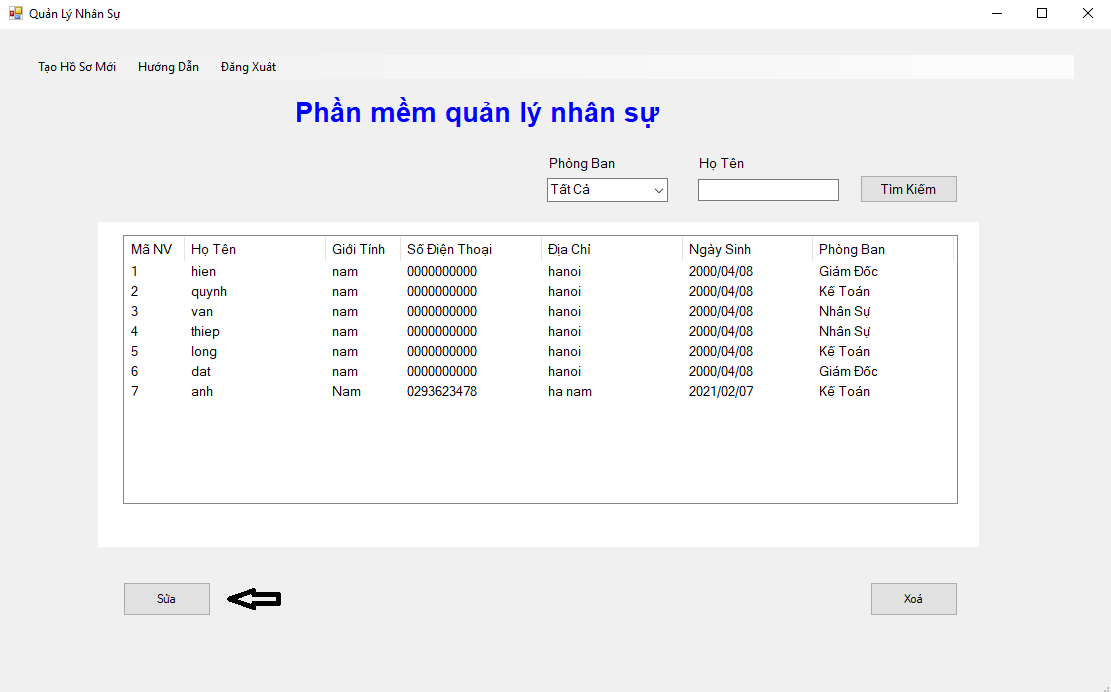 Quản Lý Nhân Sự
Tạo Hồ Sơ Mới Hướng Dẫn Đăng Xuất
Phần mềm quản lý nhân sự
Phòng Ban Họ Tên
Tất Cả Tìm Kiếm
Mã NV Họ Tên Giới Tính Số Điện Thoại Địa Chỉ Ngày Sinh Phòng Ban
1 hien nam 0000000000 hanoi 2000/04/08 Giám Đốc
2 quynh nam 0000000000 hanoi 2000/04/08 Kế Toán
3 van nam 0000000000 hanoi 2000/04/08 Nhân Sự
4 thiep nam 0000000000 hanoi 2000/04/08 Nhân Sự
5 long nam 0000000000 hanoi 2000/04/08 Kế Toán
6 dat nam 0000000000 hanoi 2000/04/08 Giám Đốc
7 anh Nam 0293623478 ha nam 2021/02/07 Kế Toán
Sửa Xoá